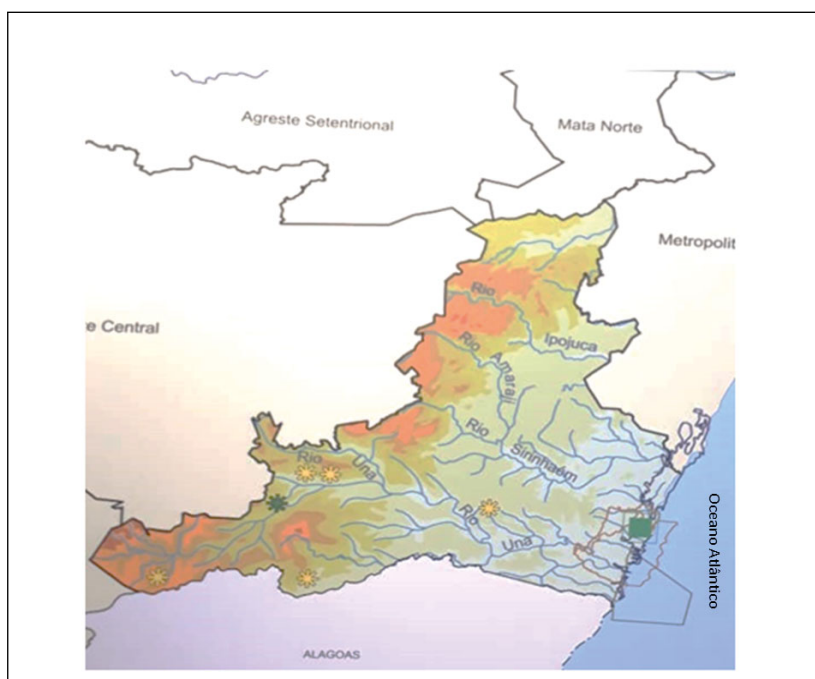 Agreste Setentrional
Mata Norte
Metropolit
e Central
Rio
Ipojuca
Rio Amaraji
Rio Sirinhaém
Rio Una
Rio Una
Oceano Atlântico
ALAGOAS